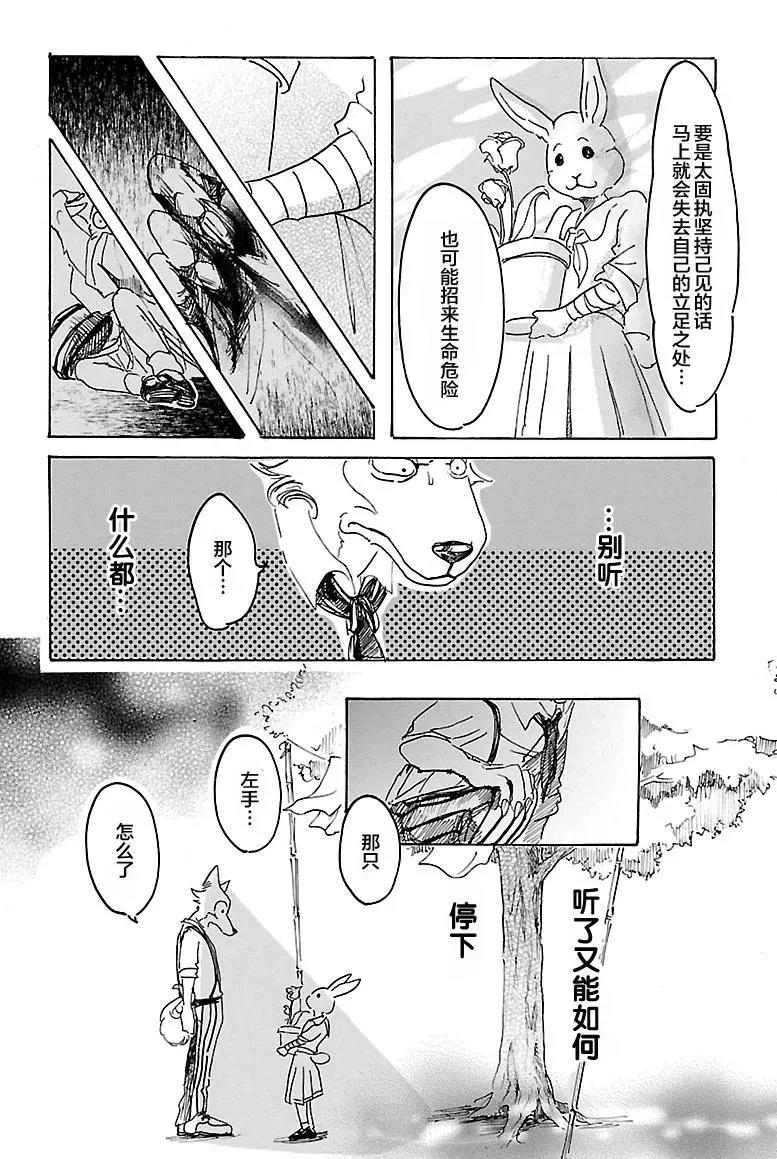 要是太固执坚持己见的话
马上就会失去自己的立足之处…
也可能招来生命危险
…别听
那个!…
什么都…
那只
左手…
怎么了
听了又能如何
停下